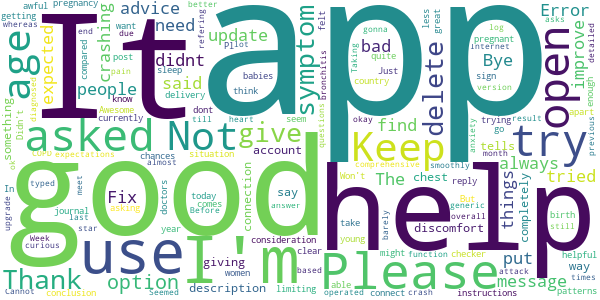 It
app
good
help
asked
Not
I'm
use
Please
Keep
try
open
age
symptom
delete
give
Thank
option
advice
need
update
didnt
said
bad
Bye
Error
improve
find
The
always
tried
things
message
way
put
discomfort
chest
Fix
account
connection
people
expected
crashing
something
description
giving
say
able
completely
tells
helpful
awful
pregnancy
getting
whereas
compared
want
due
end
crash
post
pain
sleep
refering
better
Pilot
babies
think
felt
less
great
quite
gonna
Taking
Just
country
okay
pregnant
internet
sign
version
log
asks
detailed
enough
apart
previous
trying
go
result
till
month
anxiety
smoothly
comprehensive
Won't
But
checker
birth
still
generic
overall
reply
barely
take
young
might
function
attack
operated
connect
instructions
times
patterns
based
limiting
clear
consideration
answer
questions
bronchitis
seem
heart
dont
delivery
Awesome
currently
know
diagnosed
Didn't
ok
expectations
chances
almost
situation
doctors
today
comes
Before
asking
meet
typed
In
upgrade
journal
last
star
year
women
Week
curious
Cannot
conclusion
Seemed